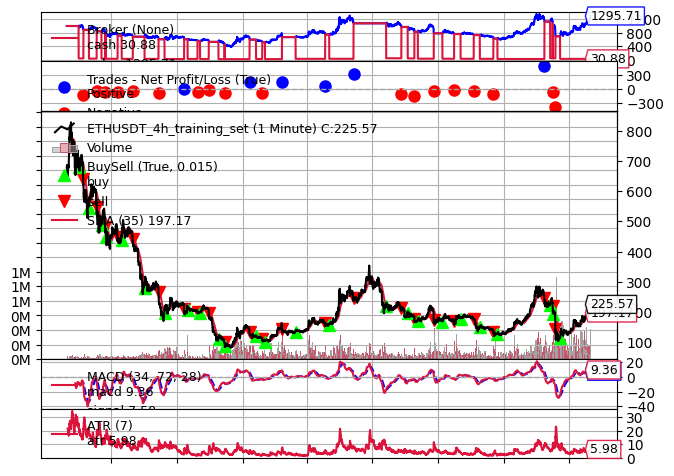 Broker (None)
cash 30.88
1295.71
800
400
0
30.88
Trades - Net Profit/Loss (True)
Positive
Negative
300
0
−300
ETHUSDT_4h_training_set (1 Minute) C:225.57
Volume
BuySell (True, 0.015)
buy
sell
SMA (35) 197.17
800
700
600
500
400
300
225.57
197.17
100
1M
1M
1M
0M
0M
0M
0M
MACD (34, 72, 28)
macd 9.36
signal 7.58
20
9.36
0
−20
−40
ATR (7)
atr 5.98
30
20
10
5.98
0